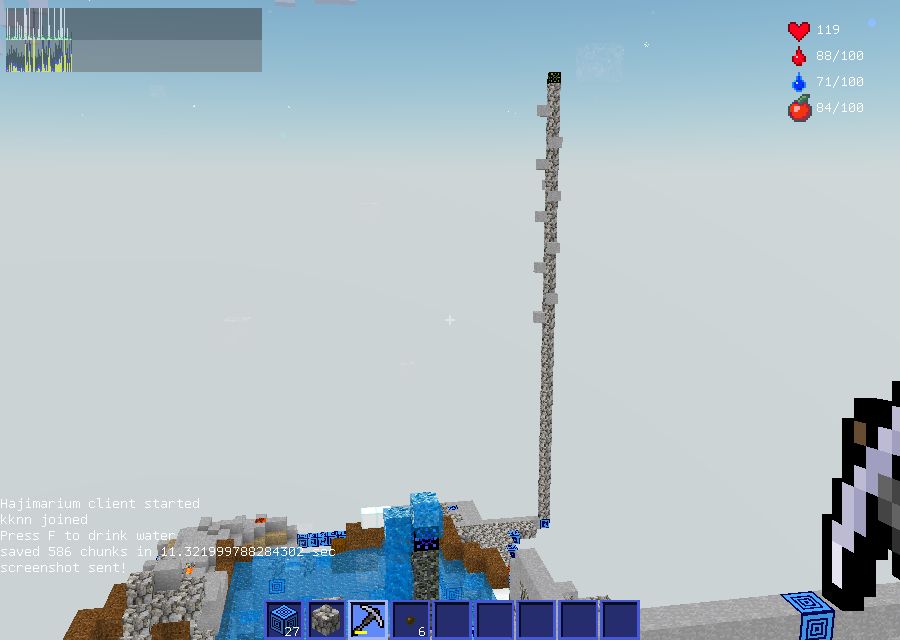 119
88/100
71/100
84/100
Hajimarium client started
kknn joined
Press F to drink water
saved 586 chunks in 11.321999788284302 sec
screenshot sent!
27
6